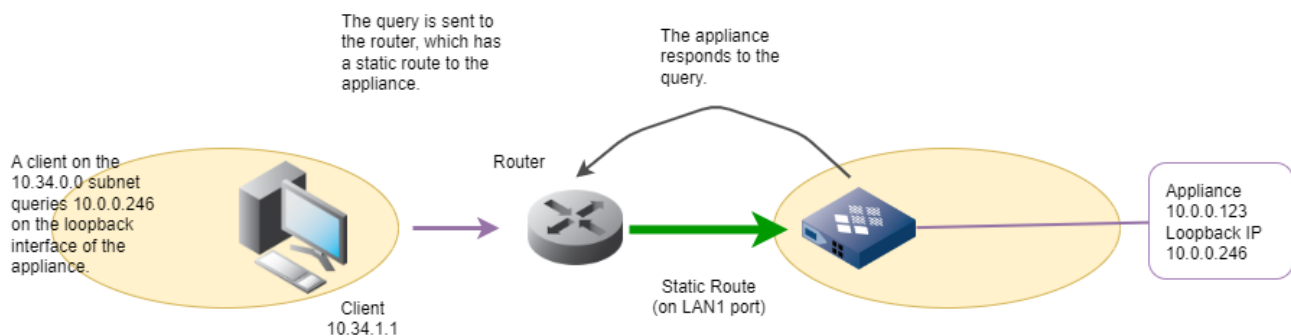 The query is sent to
the router, which has
a static route to the
appliance.
The appliance
responds to the
query.
A client on the
10.34.0.0 subnet
queries 10.0.0.246
on the loopback
interface of the
appliance.
Router
Appliance
10.0.0.123
Loopback IP
10.0.0.246
Static Route
(on LAN1 port)
Client
10.34.1.1